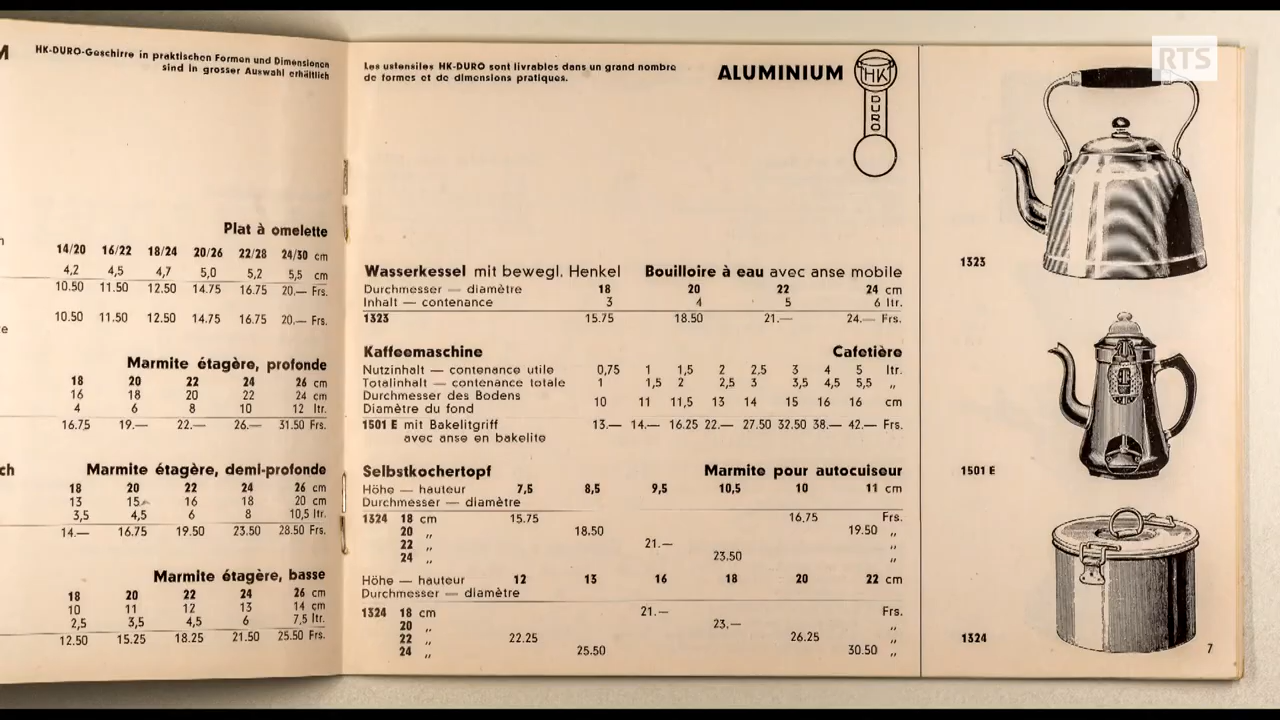 M
HK-DURO-Geschirre in praktischen Formen und Dimensionen
sind in grosser Auswahl erhältlich
Plat à omelette
14/20 16/22 18/24 20/26 22/28 24/30 cm
4,2 4,5 4,7 5,0 5,2 5,5 cm
10.50 11.50 12.50 14.75 16.75 20.— Frs.
10.50 11.50 12.50 14.75 16.75 20.— Frs.
Marmite étagère, profonde
18 20 22 24 26 cm
16 18 20 22 24 cm
4 6 8 10 12 ltr.
16.75 19.— 22.— 26.— 31.50 Frs.
ch Marmite étagère, demi-profonde
18 20 22 24 26 cm
13 15 16 18 20 cm
3,5 4,5 6 8 10,5 ltr.
14.— 16.75 19.50 23.50 28.50 Frs.
Marmite étagère, basse
18 20 22 24 26 cm
10 11 12 13 14 cm
2,5 3,5 4,5 6 7,5 ltr.
12.50 15.25 18.25 21.50 25.50 Frs.
Les ustensiles HK-DURO sont livrables dans un grand nombre
de formes et de dimensions pratiques.
ALUMINIUM
HK
DURO
Wasserkessel mit bewegl. Henkel Bouilloire à eau avec anse mobile
Durchmesser — diamètre 18 20 22 24 cm
Inhalt — contenance 3 4 5 6 ltr.
1323 15.75 18.50 21.— 24.— Frs.
Kaffeemaschine Cafetière
Nutzinhalt — contenance utile 0,75 1 1,5 2 2,5 3 4 5 ltr.
Totalinhalt — contenance totale 1 1,5 2 2,5 3 3,5 4,5 5,5 „
Durchmesser des Bodens
Diamètre du fond 10 11 11,5 13 14 15 16 16 cm
1501 E mit Bakelitgriff 13.— 14.— 16.25 22.— 27.50 32.50 38.— 42.— Frs.
avec anse en bakelite
Selbstkochertopf Marmite pour autocuiseur
Höhe — hauteur 7,5 8,5 9,5 10,5 10 11 cm
Durchmesser — diamètre
1324 18 cm 15.75 16.75 Frs.
20 „ 18.50 19.50 „
22 „ 21.— „
24 „ 23.50 „
Höhe — hauteur 12 13 16 18 20 22 cm
Durchmesser — diamètre
1324 18 cm 21.— Frs.
20 „ 23.— „
22 „ 22.25 26.25 „
24 „ 25.50 30.50 „
RTS
1323
1501 E
1324
7